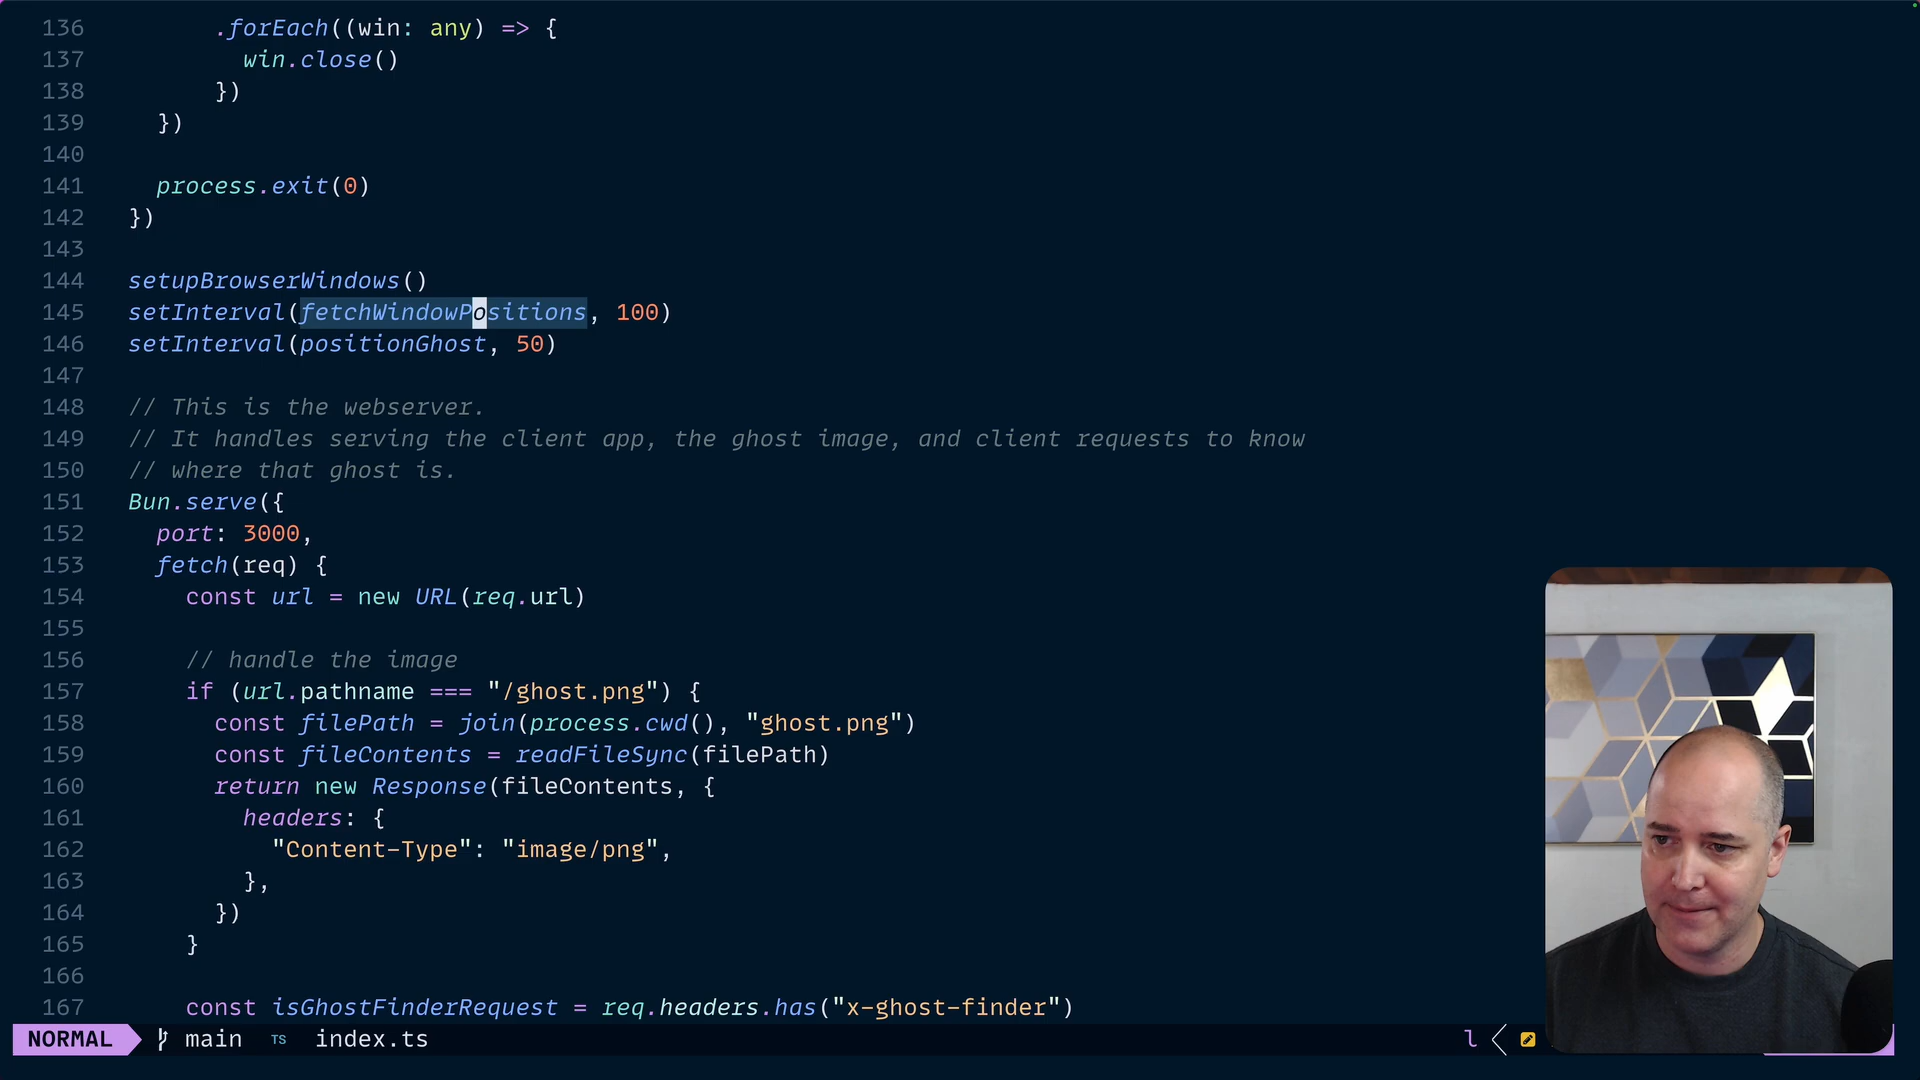 136 .forEach((win: any) => {
137 win.close()
138 })
139 })
140
141 process.exit(0)
142 })
143
144 setupBrowserWindows()
145 setInterval(fetchWindowPositions, 100)
146 setInterval(positionGhost, 50)
147
148 // This is the webserver.
149 // It handles serving the client app, the ghost image, and client requests to know
150 // where that ghost is.
151 Bun.serve({
152 port: 3000,
153 fetch(req) {
154 const url = new URL(req.url)
155
156 // handle the image
157 if (url.pathname === "/ghost.png") {
158 const filePath = join(process.cwd(), "ghost.png")
159 const fileContents = readFileSync(filePath)
160 return new Response(fileContents, {
161 headers: {
162 "Content-Type": "image/png",
163 },
164 })
165 }
166
167 const isGhostFinderRequest = req.headers.has("x-ghost-finder")
NORMAL main TS index.ts l